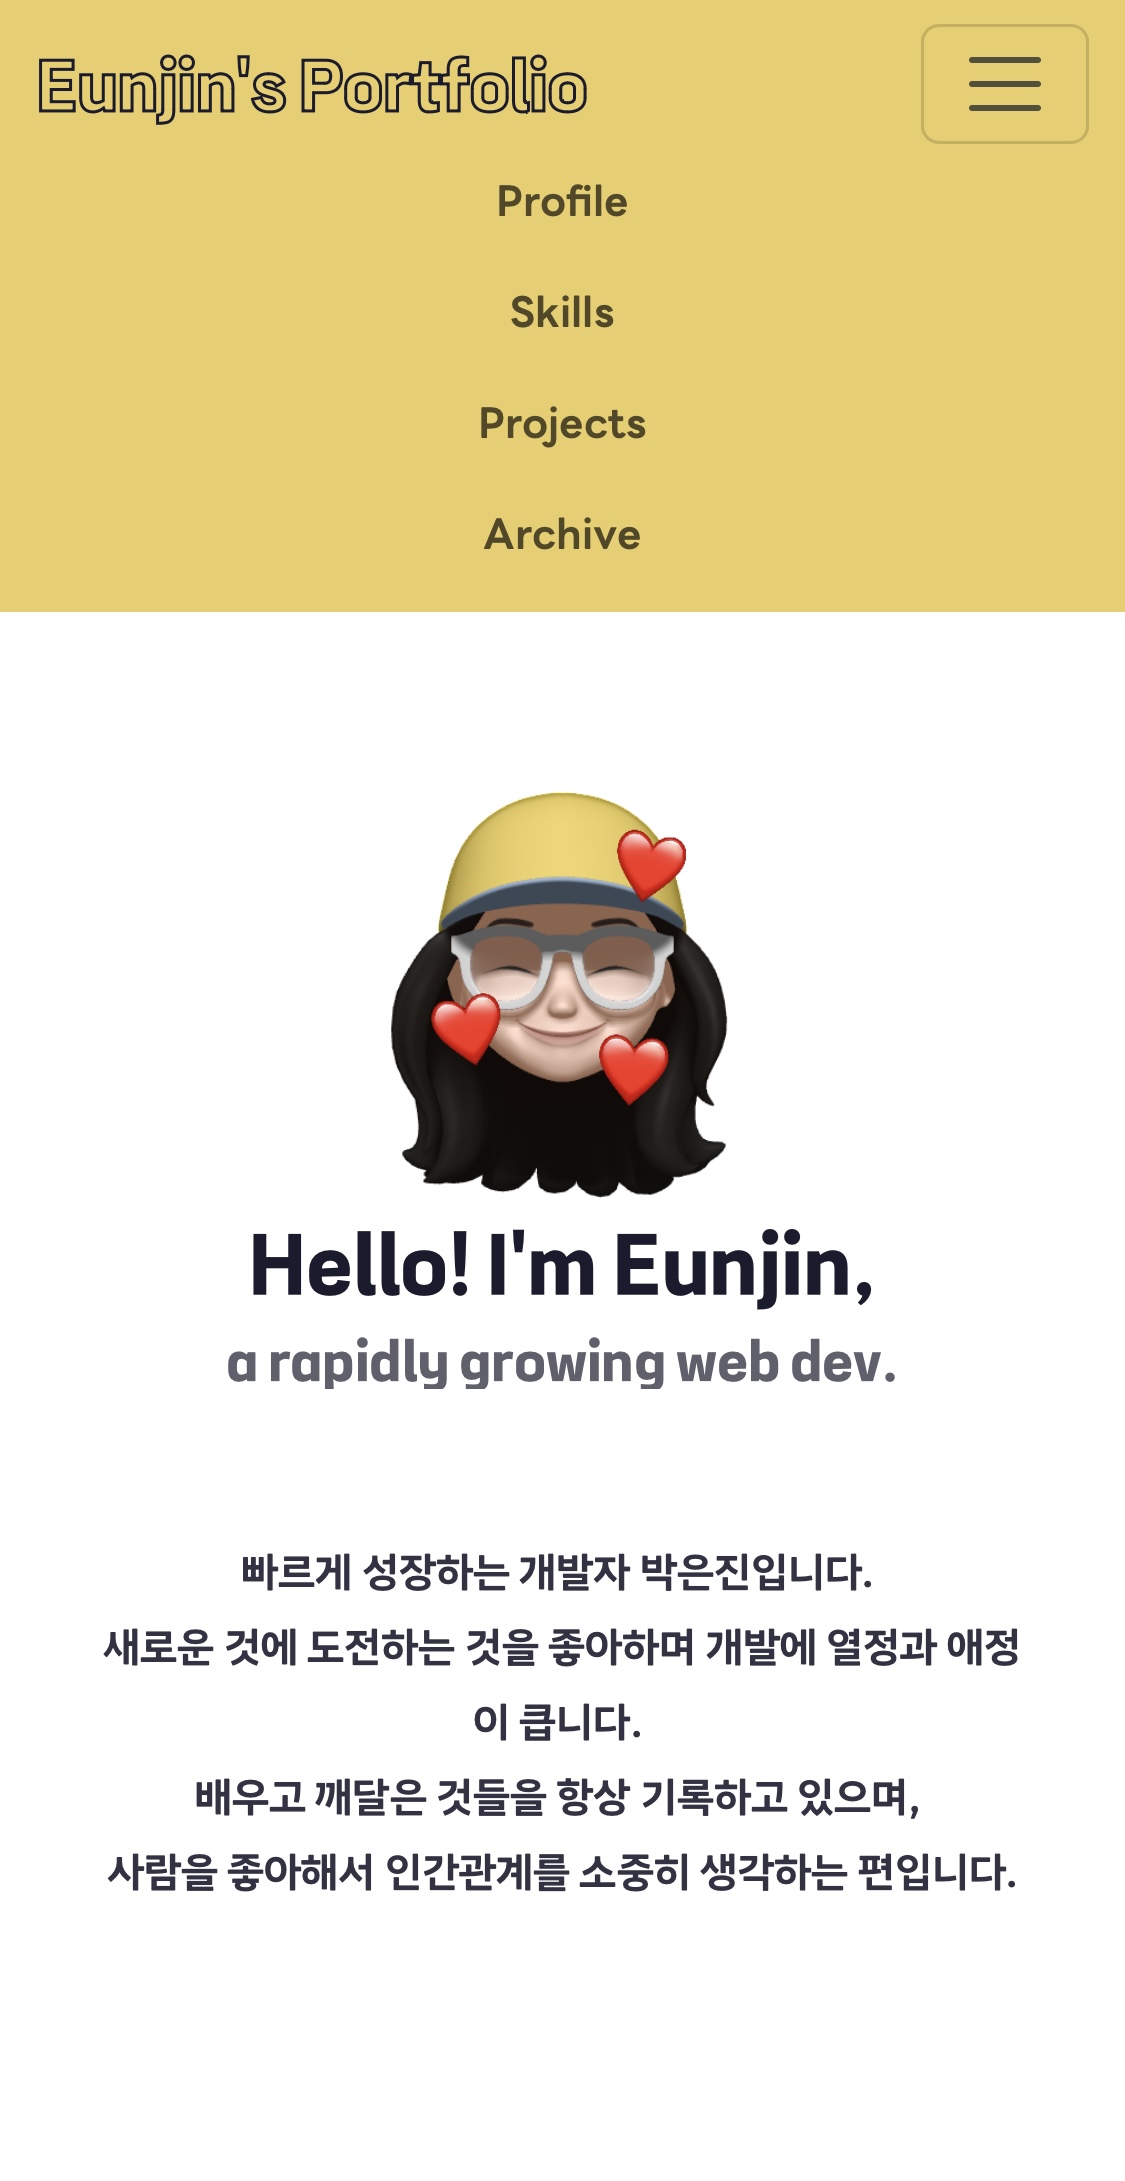 Eunjin's Portfolio
Profile
Skills
Projects
Archive
Hello! I'm Eunjin,
a rapidly growing web dev.
빠르게 성장하는 개발자 박은진입니다.
새로운 것에 도전하는 것을 좋아하며 개발에 열정과 애정
이 큽니다.
배우고 깨달은 것들을 항상 기록하고 있으며,
사람을 좋아해서 인간관계를 소중히 생각하는 편입니다.